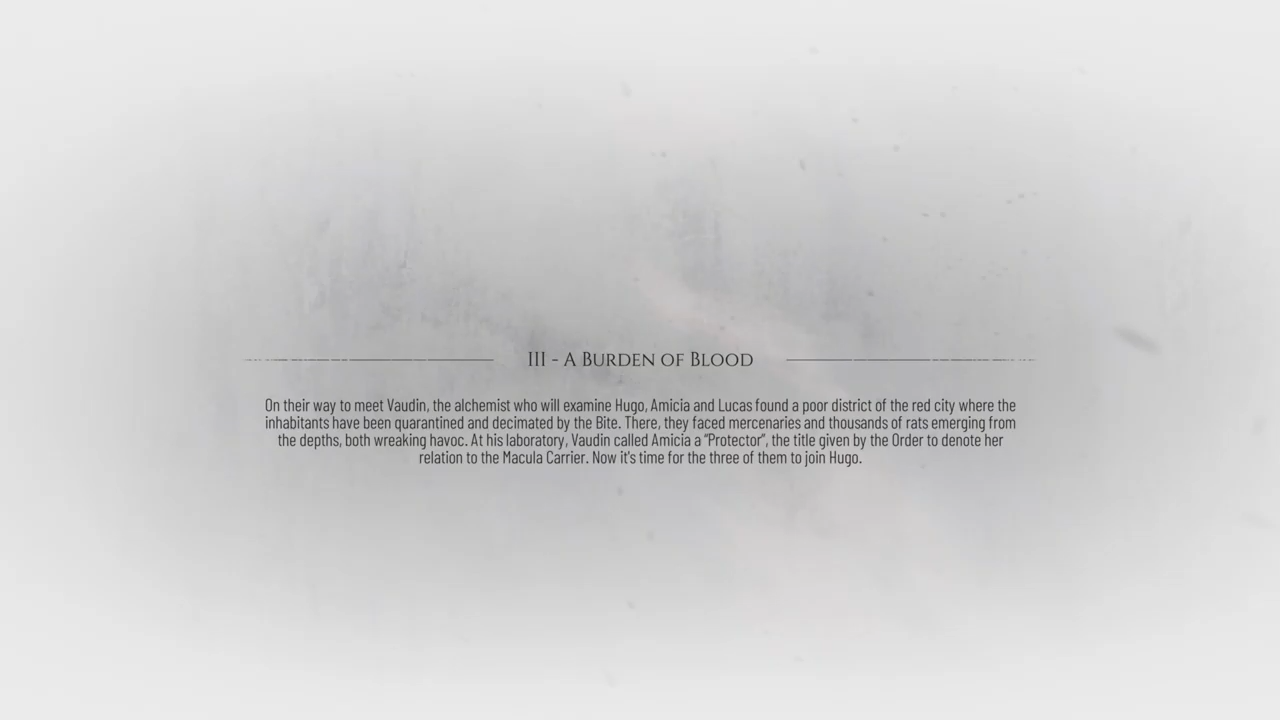 III - A Burden of Blood
On their way to meet Vaudin, the alchemist who will examine Hugo, Amicia and Lucas found a poor district of the red city where the
inhabitants have been quarantined and decimated by the Bite. There, they faced mercenaries and thousands of rats emerging from
the depths, both wreaking havoc. At his laboratory, Vaudin called Amicia a "Protector", the title given by the Order to denote her
relation to the Macula Carrier. Now it's time for the three of them to join Hugo.